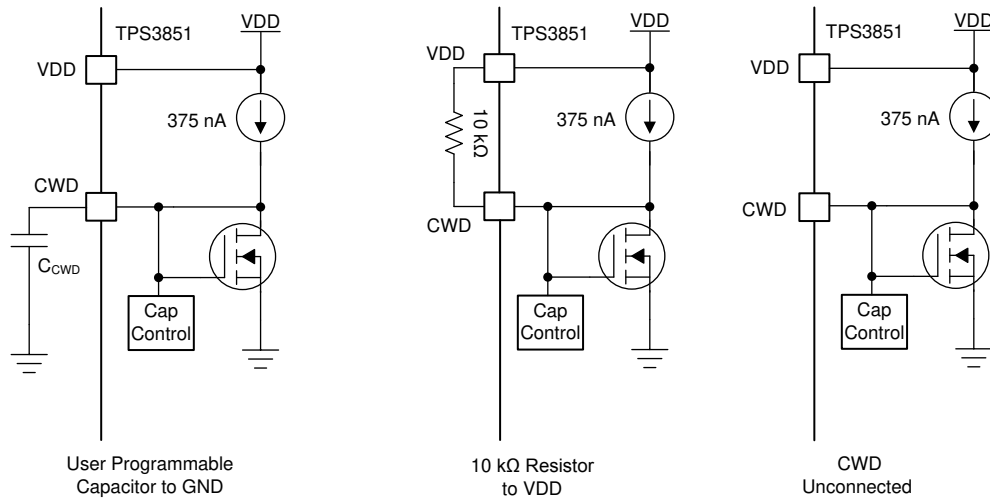 TPS3851
VDD
VDD
375 nA
CWD
C_CWD
Cap
Control
User Programmable
Capacitor to GND
TPS3851
VDD
VDD
10 kΩ
375 nA
CWD
Cap
Control
10 kΩ Resistor
to VDD
TPS3851
VDD
VDD
375 nA
CWD
Cap
Control
CWD
Unconnected